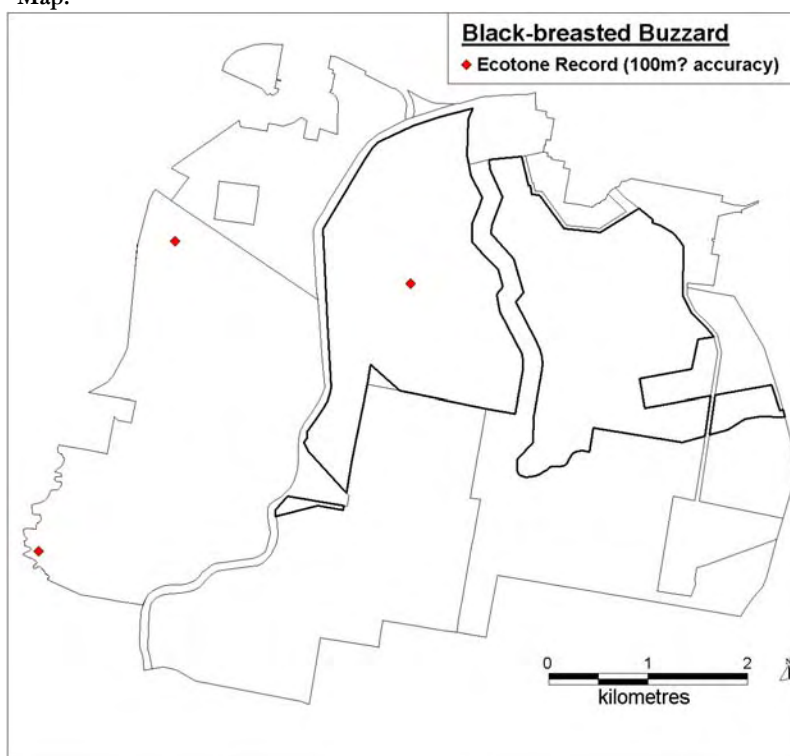 Map:
Black-breasted Buzzard
Ecotone Record (100m? accuracy)
N
0 1 2
kilometres